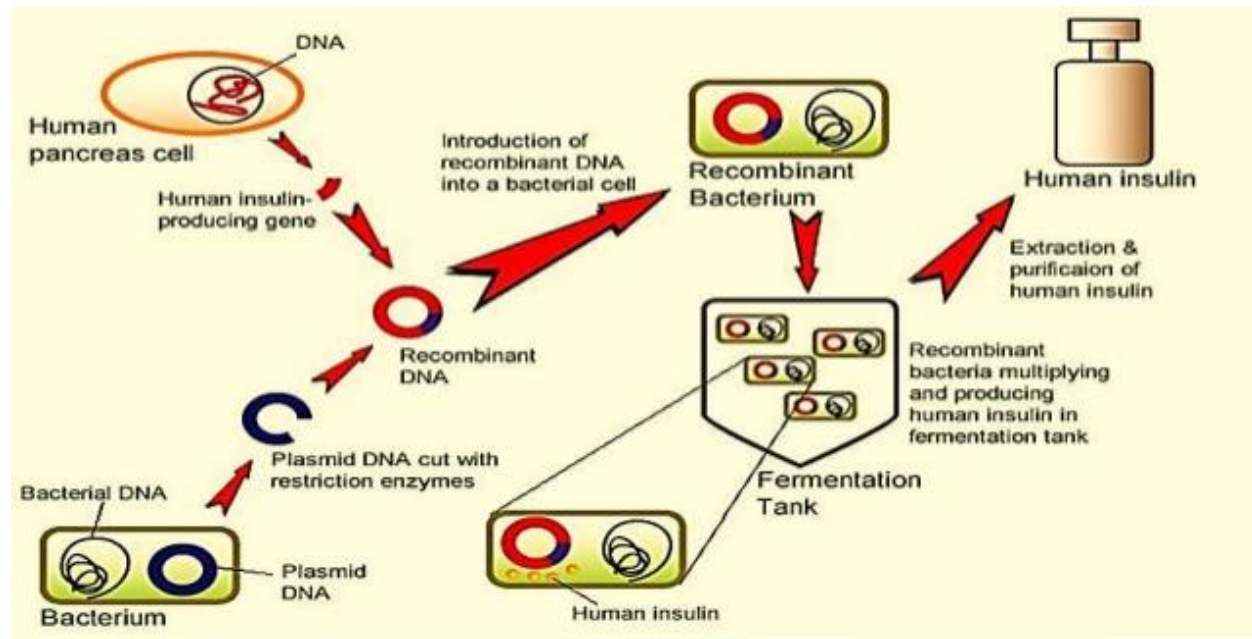 DNA
Human
pancreas cell
Human insulin-
producing gene
Introduction of
recombinant DNA
into a bacterial cell
Recombinant
Bacterium
Human insulin
Extraction &
purificaion of
human insulin
Recombinant
DNA
Plasmid DNA cut with
restriction enzymes
Recombinant
bacteria multiplying
and producing
human insulin in
fermentation tank
Fermentation
Tank
Bacterial DNA
Plasmid
DNA
Bacterium
Human insulin